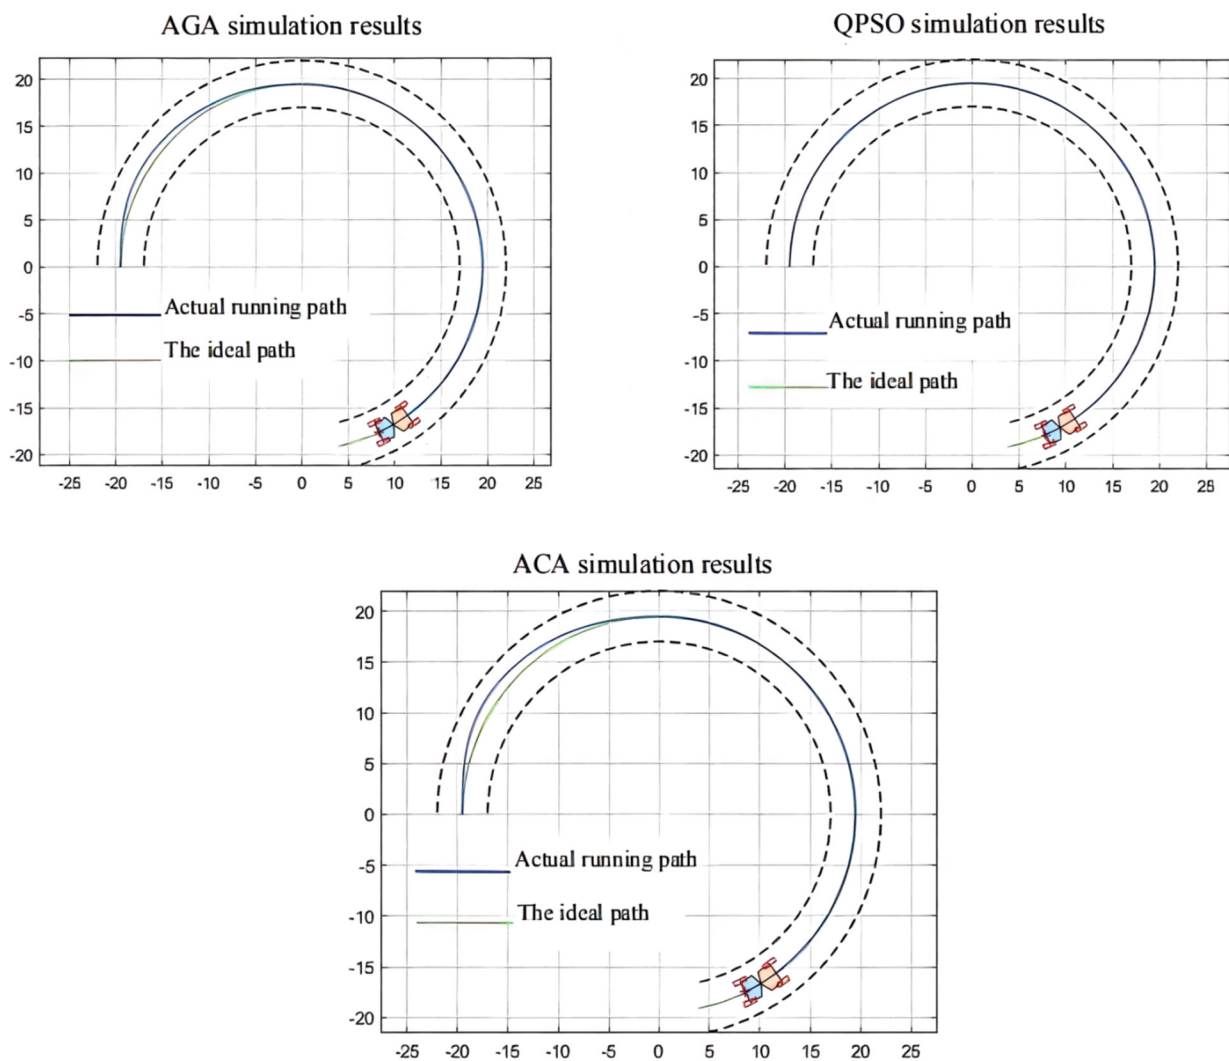 AGA simulation results
20
15
10
5
0
-5
-10
-15
-20
-25 -20 -15 -10 -5 0 5 10 15 20 25
Actual running path
The ideal path
QPSO simulation results
20
15
10
5
0
-5
-10
-15
-20
-25 -20 -15 -10 -5 0 5 10 15 20 25
Actual running path
The ideal path
ACA simulation results
20
15
10
5
0
-5
-10
-15
-20
-25 -20 -15 -10 -5 0 5 10 15 20 25
Actual running path
The ideal path